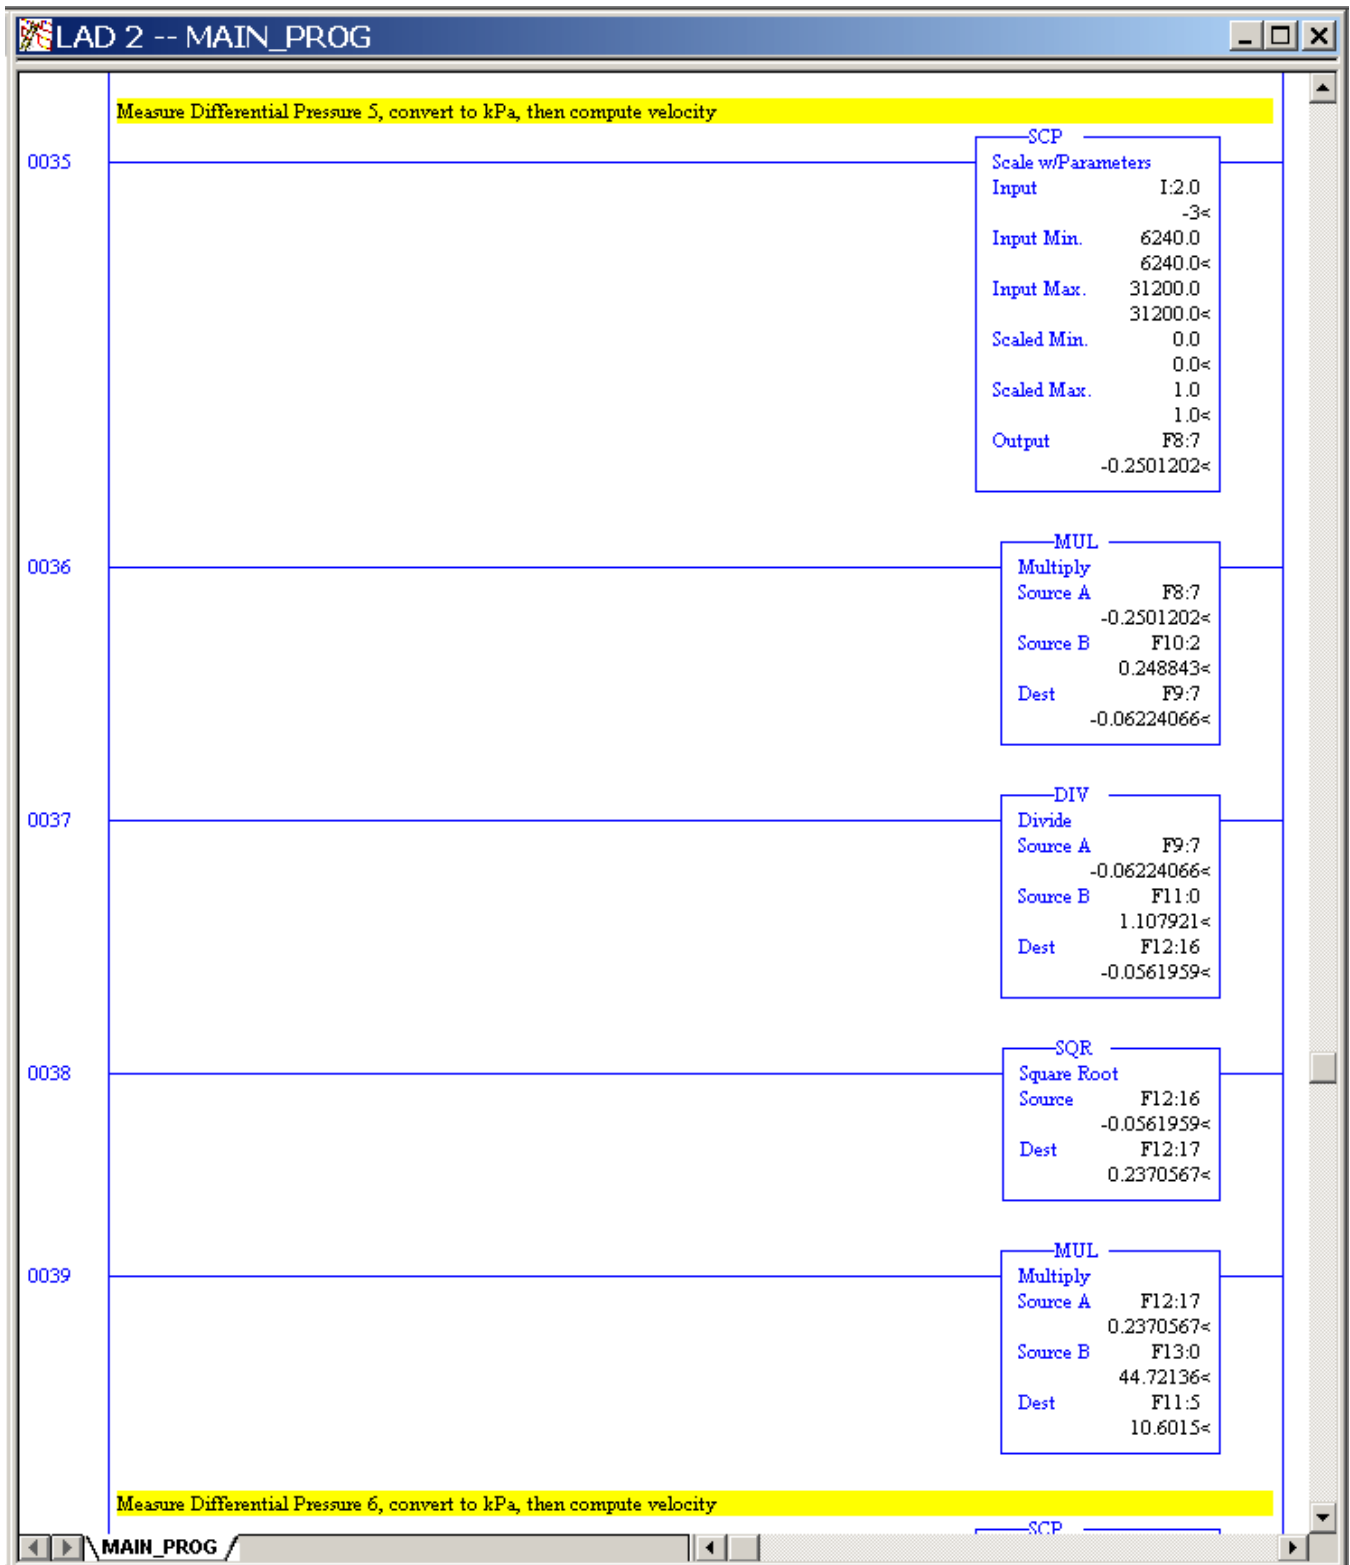 LAD 2 -- MAIN_PROG
Measure Differential Pressure 5, convert to kPa, then compute velocity
0035
SCP
Scale w/Parameters
Input I:2.0
-3<
Input Min. 6240.0
6240.0<
Input Max. 31200.0
31200.0<
Scaled Min. 0.0
0.0<
Scaled Max. 1.0
1.0<
Output F8:7
-0.2501202<
0036
MUL
Multiply
Source A F8:7
-0.2501202<
Source B F10:2
0.248843<
Dest F9:7
-0.06224066<
0037
DIV
Divide
Source A F9:7
-0.06224066<
Source B F11:0
1.107921<
Dest F12:16
-0.0561959<
0038
SQR
Square Root
Source F12:16
-0.0561959<
Dest F12:17
0.2370567<
0039
MUL
Multiply
Source A F12:17
0.2370567<
Source B F13:0
44.72136<
Dest F11:5
10.6015<
Measure Differential Pressure 6, convert to kPa, then compute velocity
SCP
MAIN_PROG